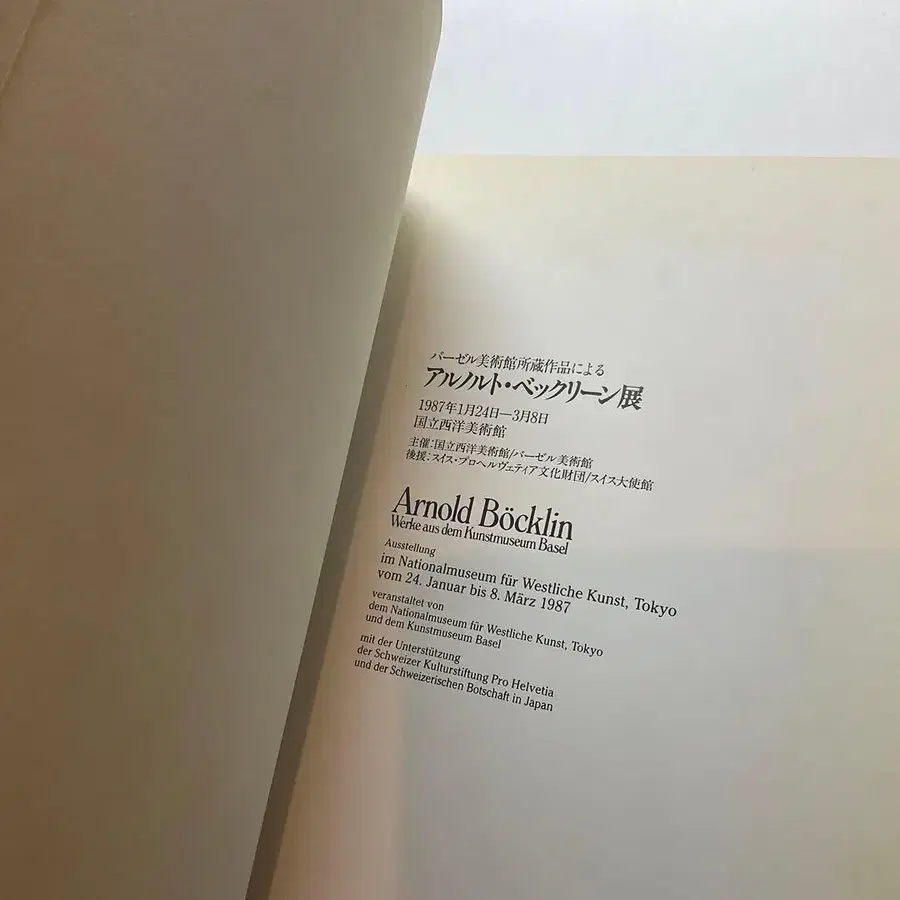 バーゼル美術館所蔵作品による
アルノルト・ベックリーン展
1987年1月24日—3月8日
国立西洋美術館
主催：国立西洋美術館/バーゼル美術館
後援：スイス・プロヘルヴェティア文化財団/スイス大使館
Arnold Böcklin
Werke aus dem Kunstmuseum Basel
Ausstellung
im Nationalmuseum für Westliche Kunst, Tokyo
vom 24. Januar bis 8. März 1987
veranstaltet von
dem Nationalmuseum für Westliche Kunst, Tokyo
und dem Kunstmuseum Basel
mit der Unterstützung
der Schweizer Kulturstiftung Pro Helvetia
und der Schweizerischen Botschaft in Japan